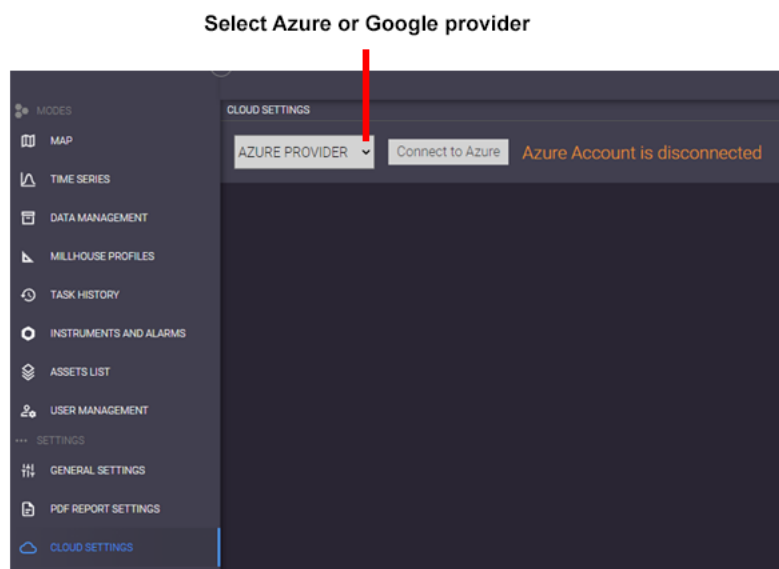 Select Azure or Google provider
MODES
MAP
TIME SERIES
DATA MANAGEMENT
MILLHOUSE PROFILES
TASK HISTORY
INSTRUMENTS AND ALARMS
ASSETS LIST
USER MANAGEMENT
SETTINGS
GENERAL SETTINGS
PDF REPORT SETTINGS
CLOUD SETTINGS
CLOUD SETTINGS
AZURE PROVIDER Connect to Azure Azure Account is disconnected